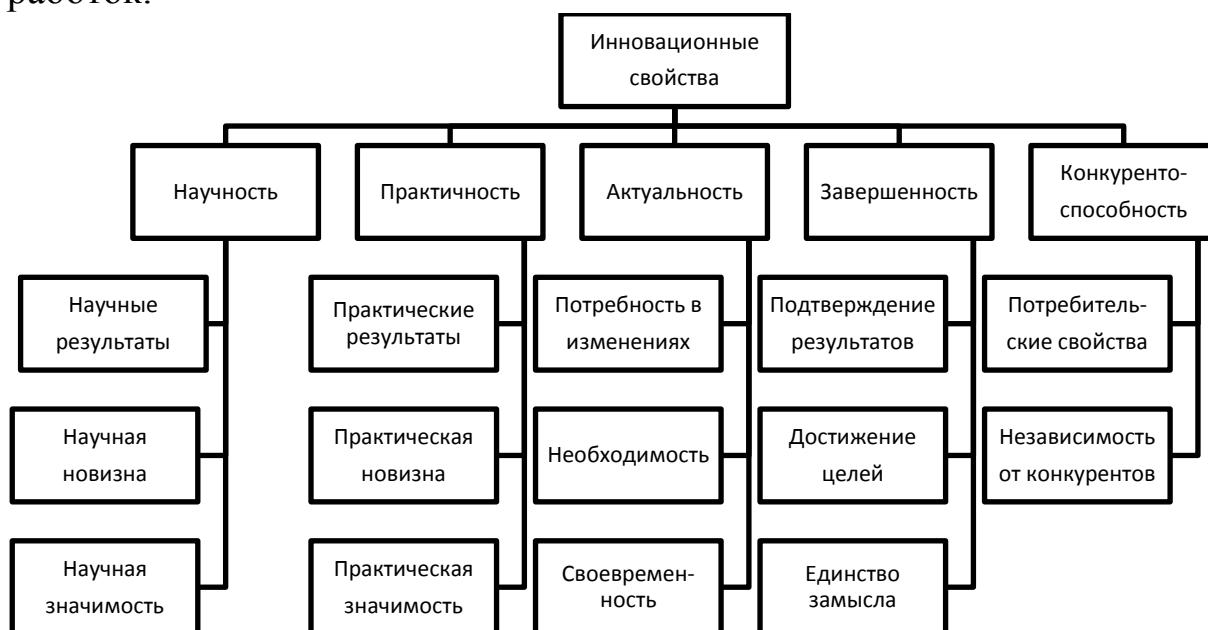 работок.
Инновационные
свойства
Научность
Практичность
Актуальность
Завершенность
Конкуренто-
способность
Научные
результаты
Практические
результаты
Потребность в
изменениях
Подтверждение
результатов
Потребитель-
ские свойства
Научная
новизна
Практическая
новизна
Необходимость
Достижение
целей
Независимость
от конкурентов
Научная
значимость
Практическая
значимость
Своевремен-
ность
Единство
замысла